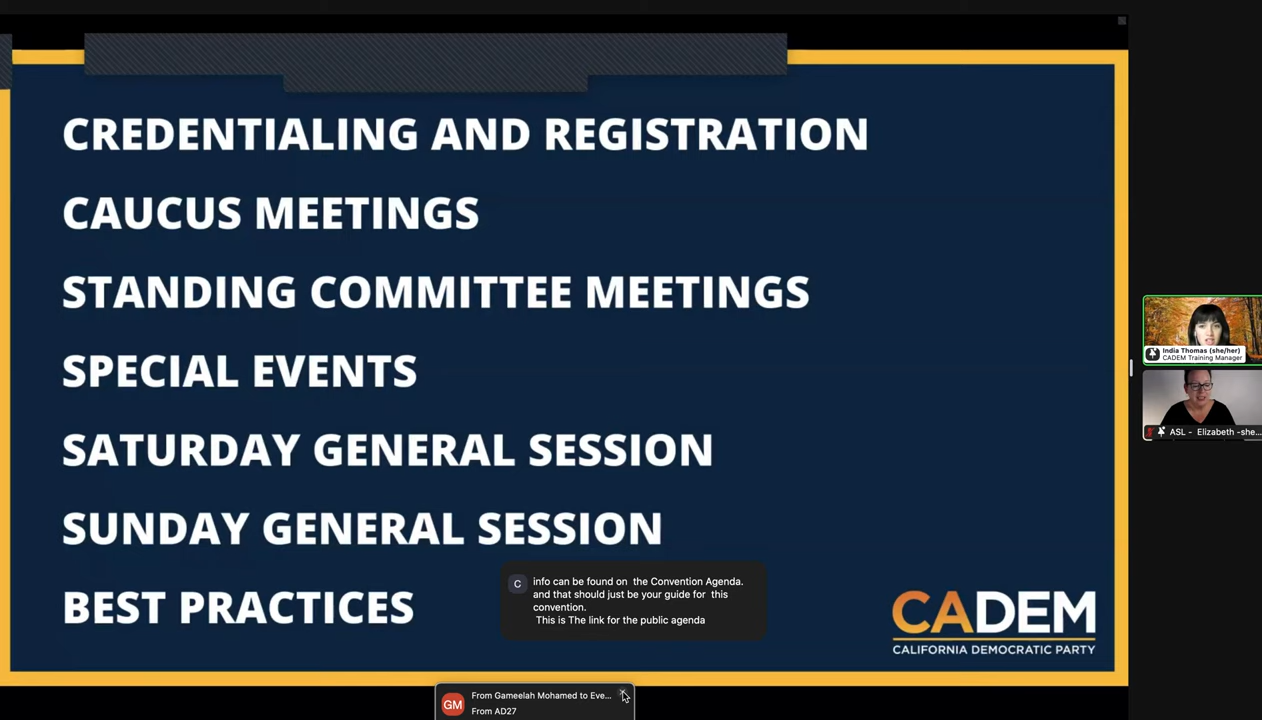 CREDENTIALING AND REGISTRATION
CAUCUS MEETINGS
STANDING COMMITTEE MEETINGS
SPECIAL EVENTS
SATURDAY GENERAL SESSION
SUNDAY GENERAL SESSION
BEST PRACTICES
C
info can be found on the Convention Agenda.
and that should just be your guide for this
convention.
This is The link for the public agenda
CADEM
CALIFORNIA DEMOCRATIC PARTY
India Thomas (she/her)
CADEM Training Manager
ASL - Elizabeth -she...
GM
From Gameelah Mohamed to Eve...
From AD27